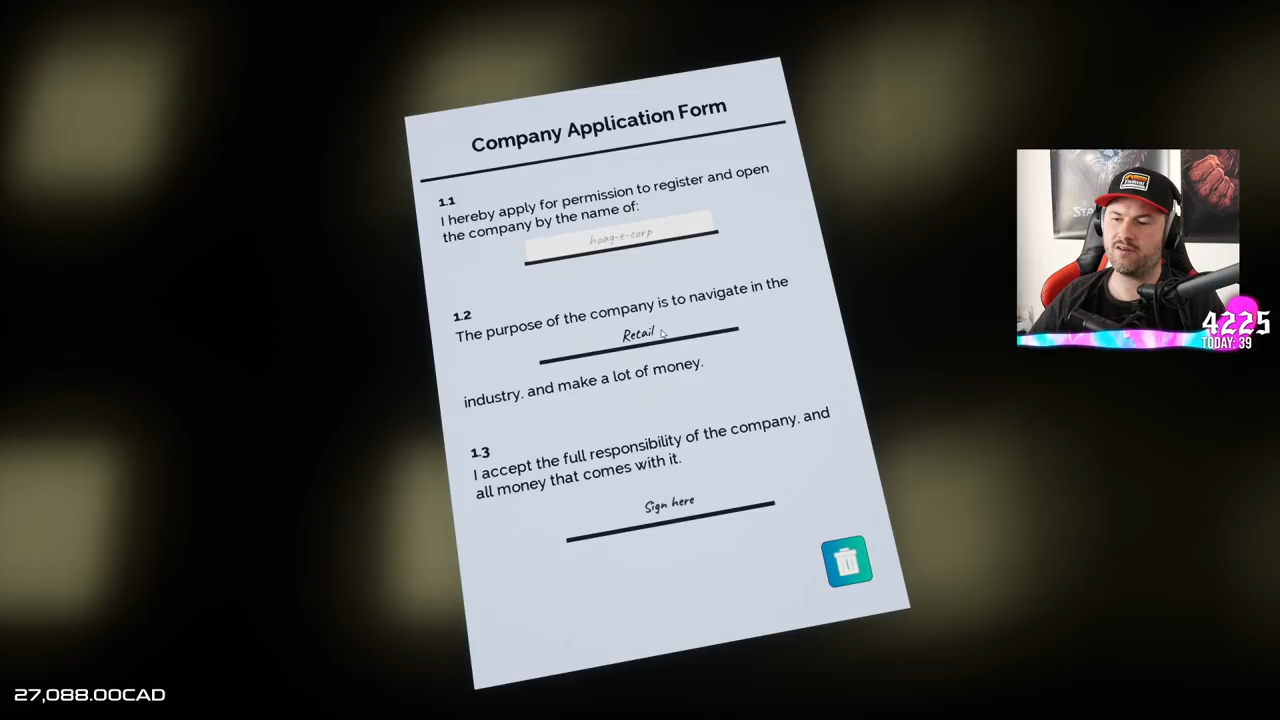 Company Application Form
1.1
I hereby apply for permission to register and open
the company by the name of:
hoag-e-corp
1.2
The purpose of the company is to navigate in the
Retail
industry, and make a lot of money.
1.3
I accept the full responsibility of the company, and
all money that comes with it.
Sign here
4225
TODAY: 39
27,088.00CAD